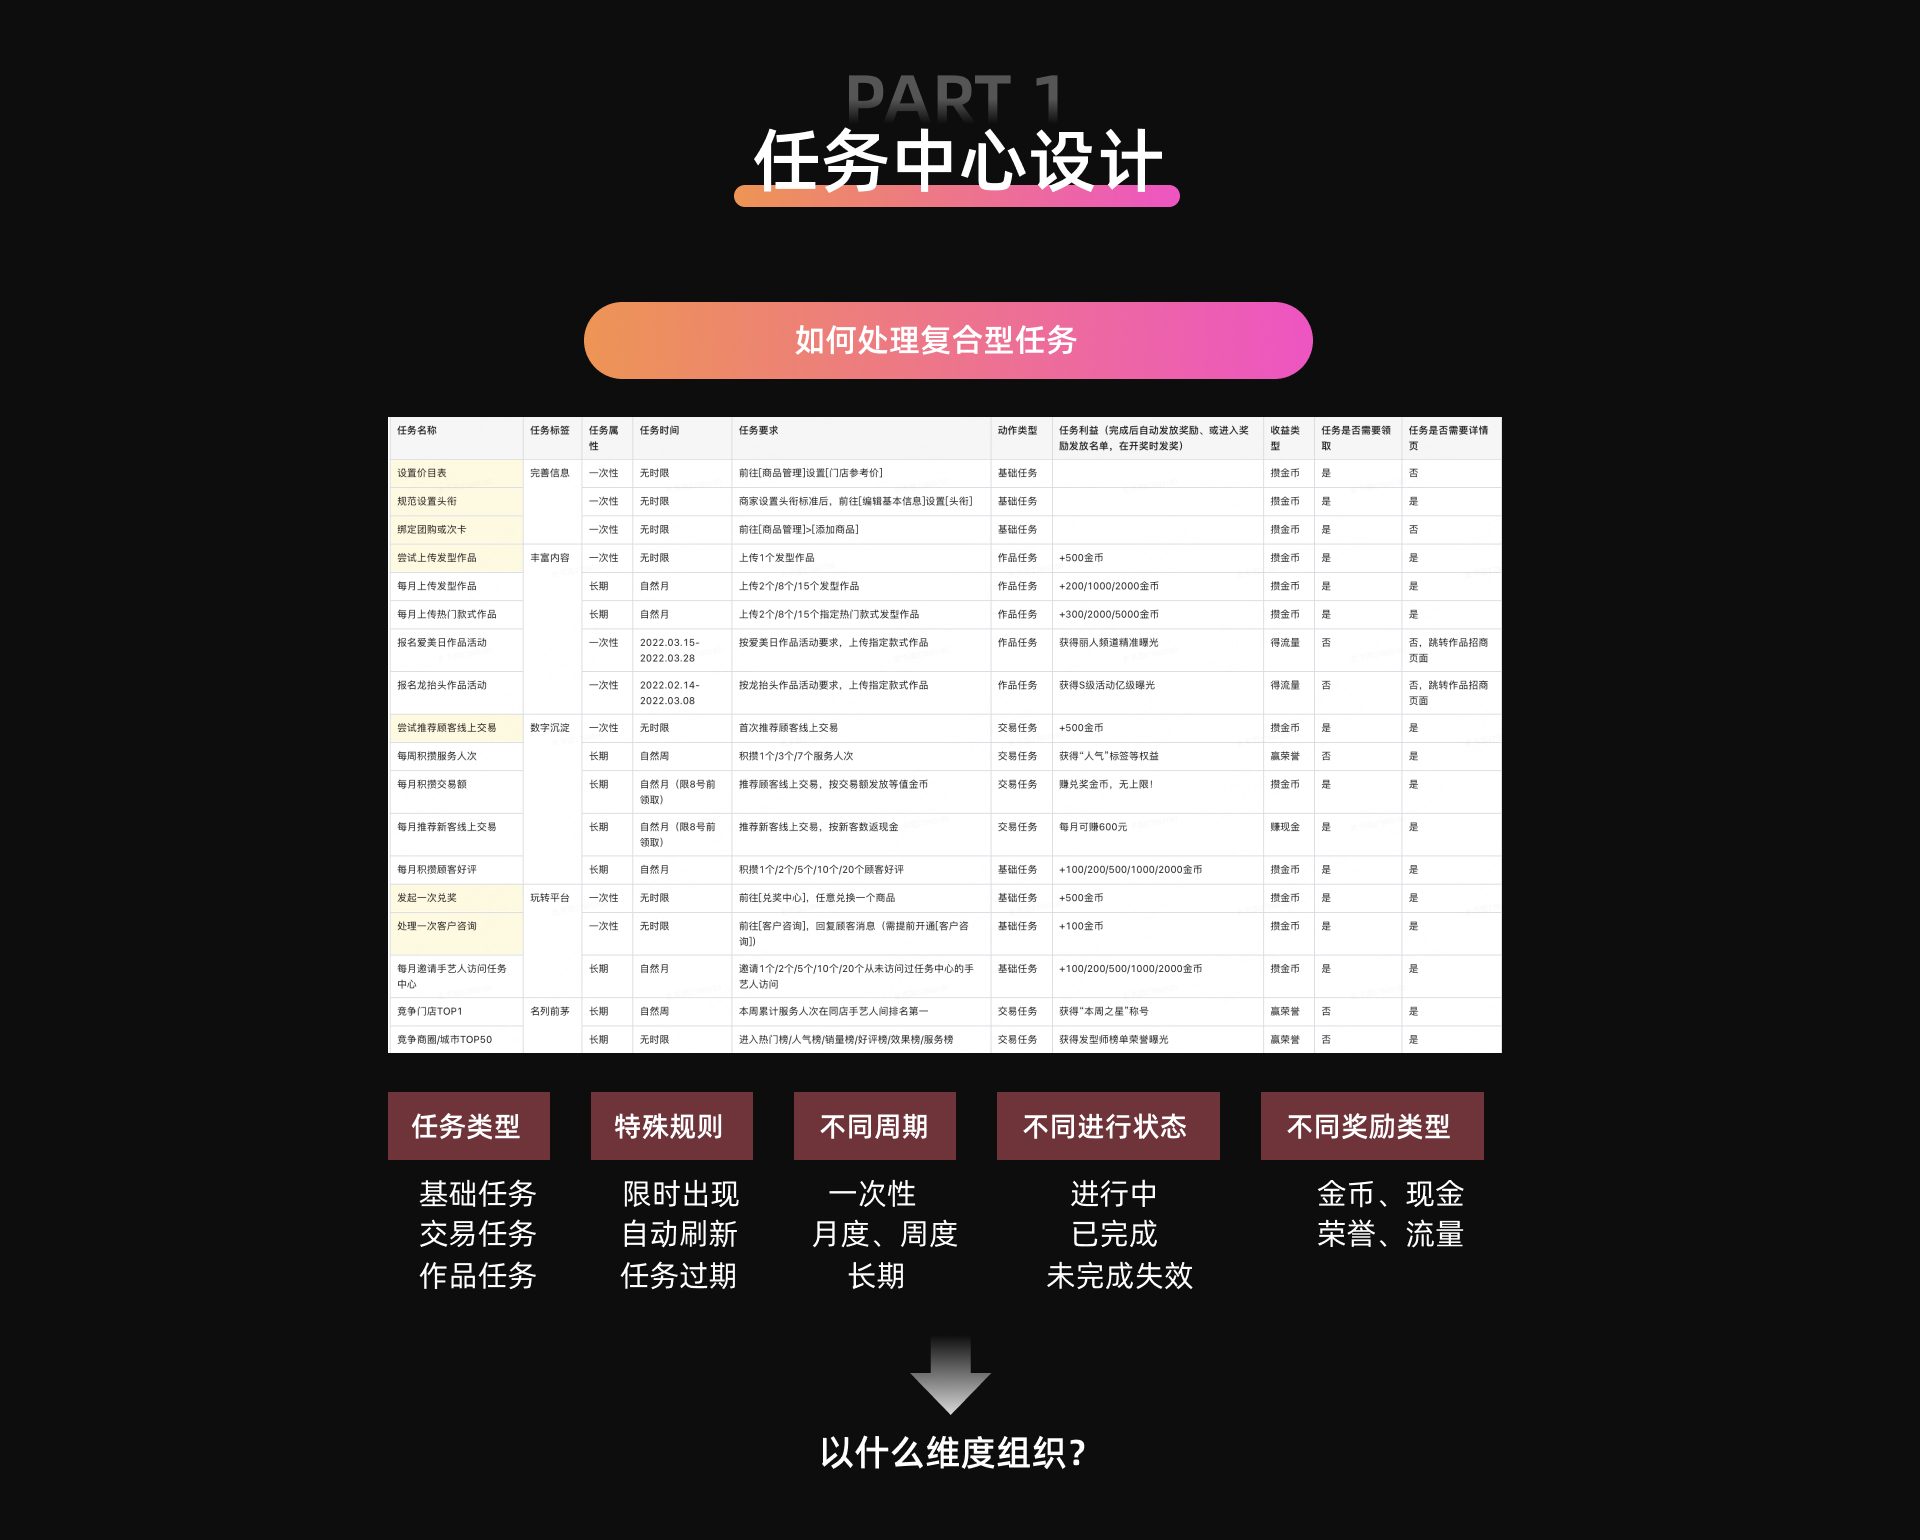 PART 1
任务中心设计
如何处理复合型任务
任务名称 任务标签 任务属性 任务时间 任务要求 动作类型 任务利益（完成后自动发放奖励、或进入奖励发放名单，在开奖时发奖） 收益类型 任务是否需要领取 任务是否需要详情页
设置价目表 完善信息 一次性 无时限 前往[商品管理]设置[门店参考价] 基础任务 攒金币 是 否
规范设置头衔 一次性 无时限 商家设置头衔标准后，前往[编辑基本信息]设置[头衔] 基础任务 攒金币 是 是
绑定团购或次卡 一次性 无时限 前往[商品管理]>[添加商品] 基础任务 攒金币 是 否
尝试上传发型作品 丰富内容 一次性 无时限 上传1个发型作品 作品任务 +500金币 攒金币 是 是
每月上传发型作品 长期 自然月 上传2个/8个/15个发型作品 作品任务 +200/1000/2000金币 攒金币 是 是
每月上传热门款式作品 长期 自然月 上传2个/8个/15个指定热门款式发型作品 作品任务 +300/2000/5000金币 攒金币 是 是
报名爱美日作品活动 一次性 2022.03.15-2022.03.28 按爱美日作品活动要求，上传指定款式作品 作品任务 获得丽人频道精准曝光 得流量 否 否，跳转作品招商页面
报名龙抬头作品活动 一次性 2022.02.14-2022.03.08 按龙抬头作品活动要求，上传指定款式作品 作品任务 获得S级活动亿级曝光 得流量 否 否，跳转作品招商页面
尝试推荐顾客线上交易 数字沉淀 一次性 无时限 首次推荐顾客线上交易 交易任务 +500金币 攒金币 是 是
每周积攒服务人次 长期 自然周 积攒1个/3个/7个服务人次 交易任务 获得“人气”标签等权益 赢荣誉 否 是
每月积攒交易额 长期 自然月（限8号前领取） 推荐顾客线上交易，按交易额发放等值金币 交易任务 赚兑奖金币，无上限！ 攒金币 是 是
每月推荐新客线上交易 长期 自然月（限8号前领取） 推荐新客线上交易，按新客数返现金 交易任务 每月可赚600元 赚现金 是 是
每月积攒顾客好评 长期 自然月 积攒1个/2个/5个/10个/20个顾客好评 基础任务 +100/200/500/1000/2000金币 攒金币 是 是
发起一次兑奖 玩转平台 一次性 无时限 前往[兑奖中心]，任意兑换一个商品 基础任务 +500金币 攒金币 是 是
处理一次客户咨询 一次性 无时限 前往[客户咨询]，回复顾客消息（需提前开通[客户咨询]） 基础任务 +100金币 攒金币 是 是
每月邀请手艺人访问任务中心 长期 自然月 邀请1个/2个/5个/10个/20个从未访问过任务中心的手艺人访问 基础任务 +100/200/500/1000/2000金币 攒金币 是 是
竞争门店TOP1 名列前茅 长期 自然周 本周累计服务人次在同店手艺人间排名第一 交易任务 获得“本周之星”称号 赢荣誉 否 是
竞争商圈/城市TOP50 长期 无时限 进入热门榜/人气榜/销量榜/好评榜/效果榜/服务榜 交易任务 获得发型师榜单荣誉曝光 赢荣誉 否 是
任务类型 特殊规则 不同周期 不同进行状态 不同奖励类型
基础任务 限时出现 一次性 进行中 金币、现金
交易任务 自动刷新 月度、周度 已完成 荣誉、流量
作品任务 任务过期 长期 未完成失效
以什么维度组织？